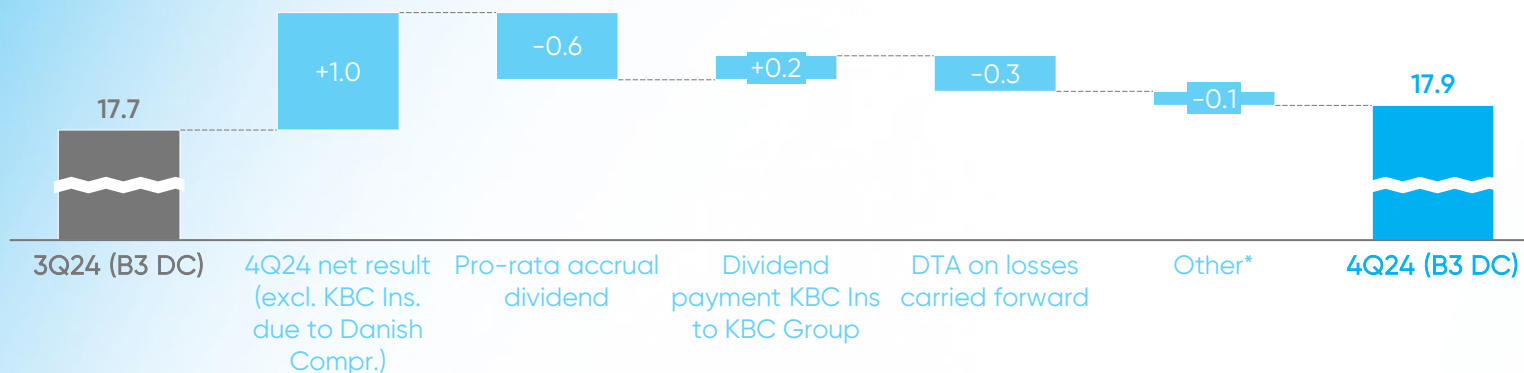 +1.0
-0.6
+0.2
-0.3
-0.1
17.7
17.9
3Q24 (B3 DC)
4Q24 net result
(excl. KBC Ins.
due to Danish
Compr.)
Pro-rata accrual
dividend
Dividend
payment KBC Ins
to KBC Group
DTA on losses
carried forward
Other*
4Q24 (B3 DC)